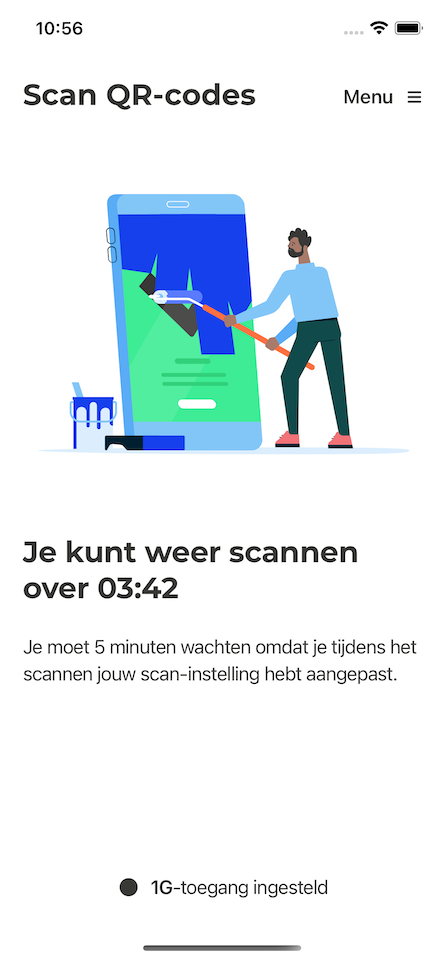 10:56
Scan QR-codes
Menu
Je kunt weer scannen
over 03:42
Je moet 5 minuten wachten omdat je tijdens het
scannen jouw scan-instelling hebt aangepast.
1G-toegang ingesteld